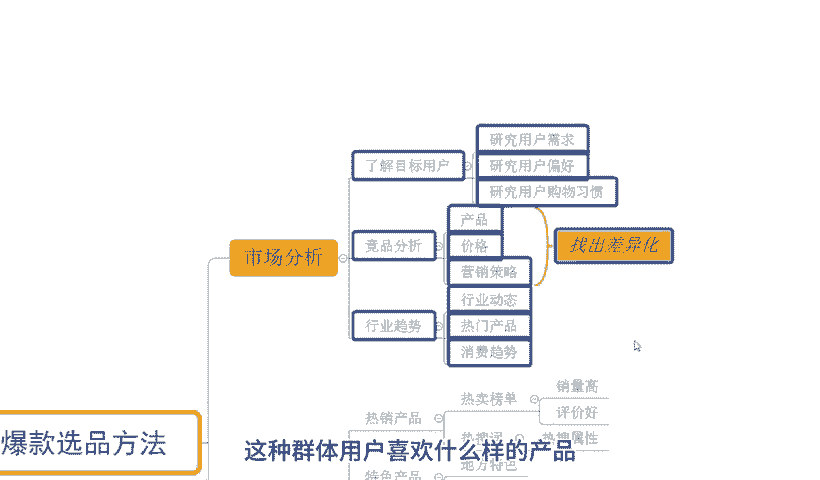 研究用户需求
了解目标用户
研究用户偏好
研究用户购物习惯
产品
竟品分析
价格
找出差异化
市场分析
营销策略
行业动态
行业趋势
热门产品
消费趋势
销量高
热卖榜单
热销产品
评价好
爆款选品方法
热搜词
热搜属性
这种群体用户喜欢什么样的产品
地方特色
特色产品